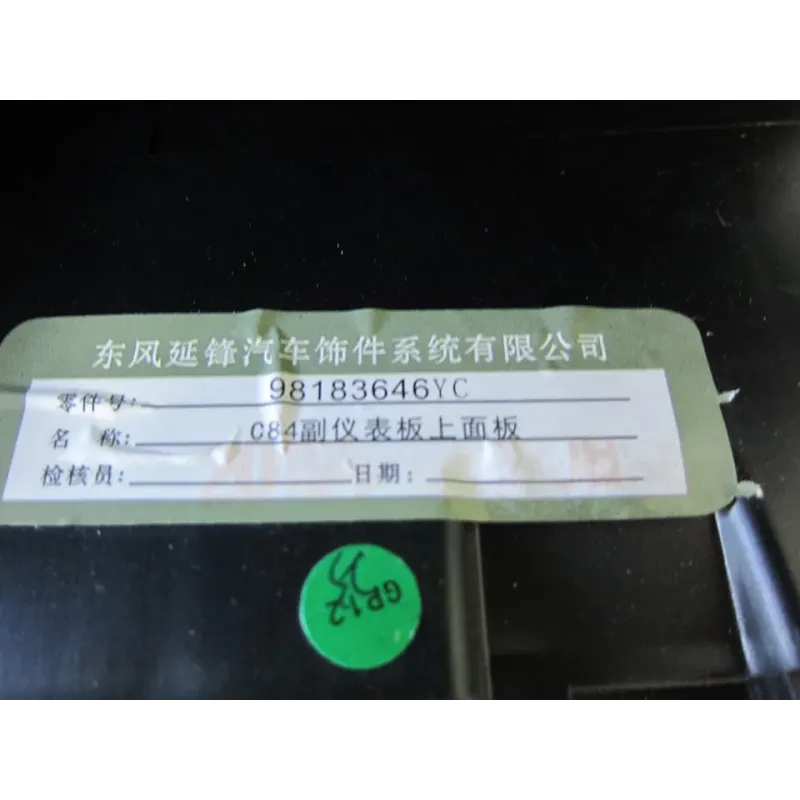 东风延锋汽车饰件系统有限公司
零件号: 98183646YC
名 称: C84副仪表板上面板
检核员: 日期:
GP12